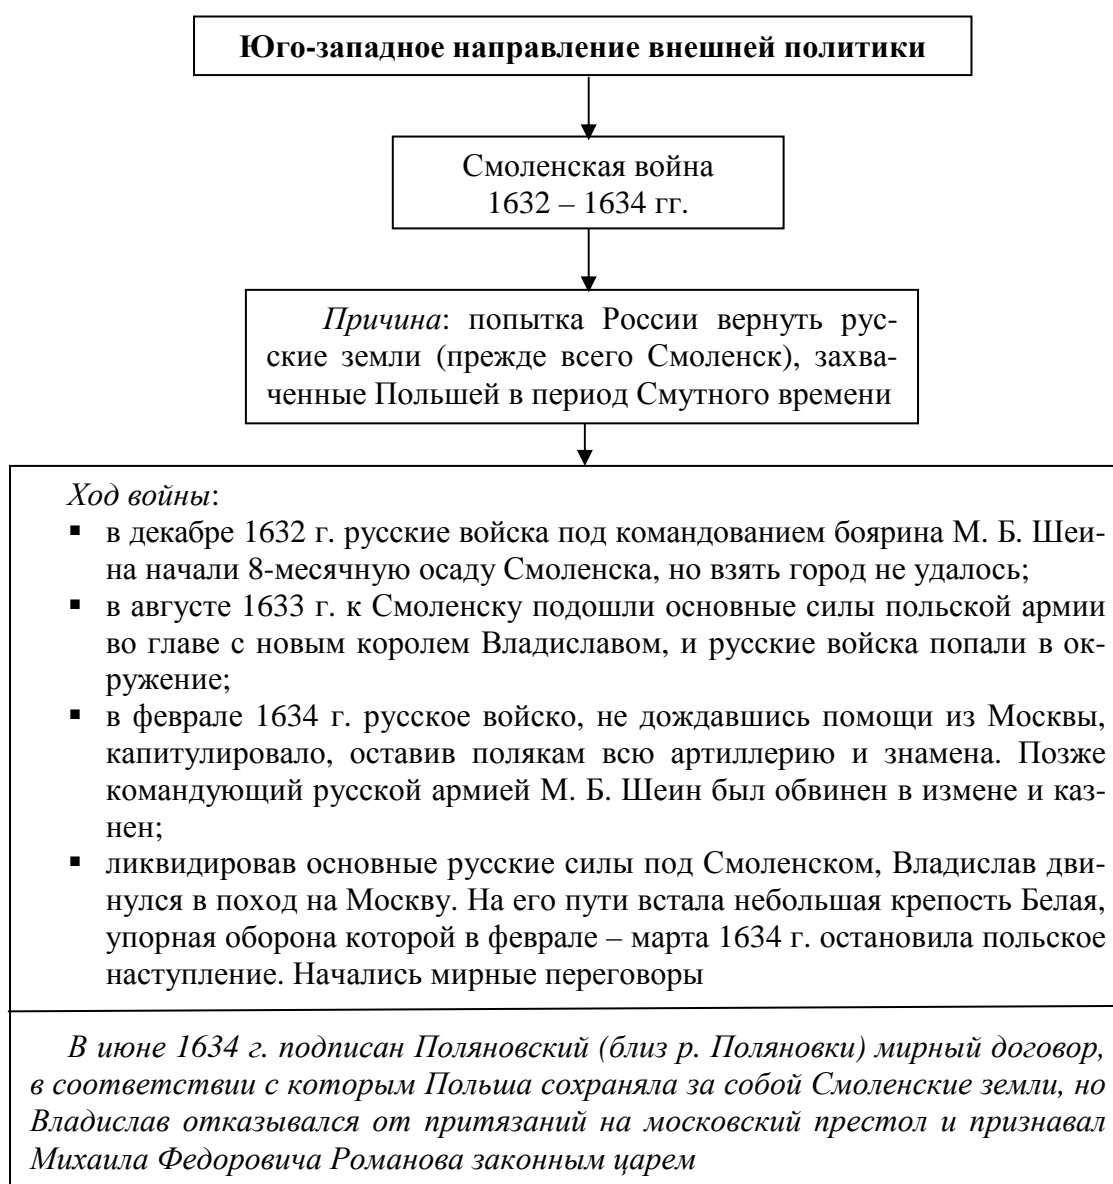 Юго-западное направление внешней политики
Смоленская война
1632 – 1634 гг.
Причина: попытка России вернуть рус-
ские земли (прежде всего Смоленск), захва-
ченные Польшей в период Смутного времени
Ход войны:
▪ в декабре 1632 г. русские войска под командованием боярина М. Б. Шеи-
на начали 8-месячную осаду Смоленска, но взять город не удалось;
▪ в августе 1633 г. к Смоленску подошли основные силы польской армии
во главе с новым королем Владиславом, и русские войска попали в ок-
ружение;
▪ в феврале 1634 г. русское войско, не дождавшись помощи из Москвы,
капитулировало, оставив полякам всю артиллерию и знамена. Позже
командующий русской армией М. Б. Шеин был обвинен в измене и каз-
нен;
▪ ликвидировав основные русские силы под Смоленском, Владислав дви-
нулся в поход на Москву. На его пути встала небольшая крепость Белая,
упорная оборона которой в феврале – марта 1634 г. остановила польское
наступление. Начались мирные переговоры
В июне 1634 г. подписан Поляновский (близ р. Поляновки) мирный договор,
в соответствии с которым Польша сохраняла за собой Смоленские земли, но
Владислав отказывался от притязаний на московский престол и признавал
Михаила Федоровича Романова законным царем